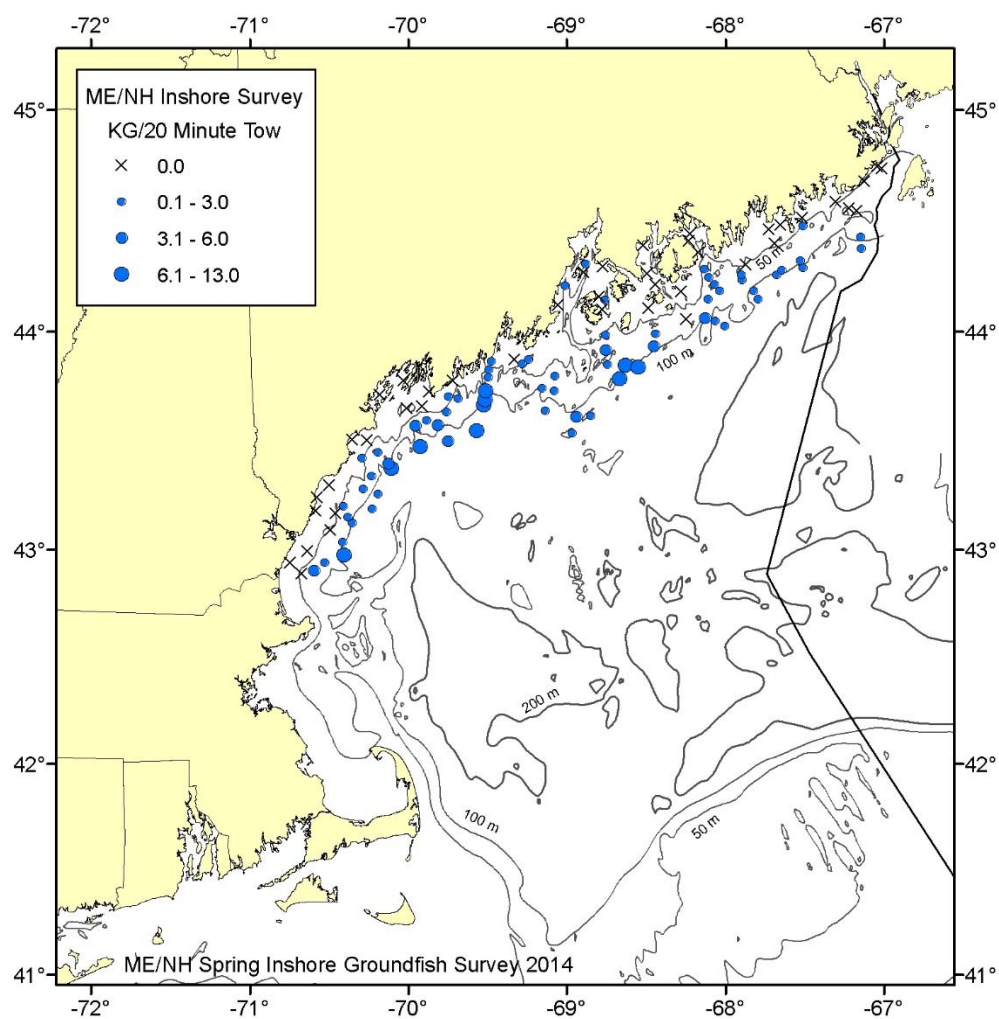 -72° -71° -70° -69° -68° -67°
ME/NH Inshore Survey
KG/20 Minute Tow
0.0
0.1 - 3.0
3.1 - 6.0
6.1 - 13.0
45° 45°
50 m
44° 44°
100 m
43° 43°
200 m
42° 42°
100 m
50 m
ME/NH Spring Inshore Groundfish Survey 2014
41° 41°
-72° -71° -70° -69° -68° -67°